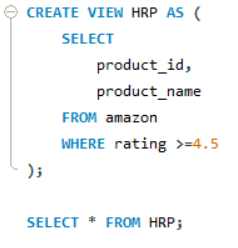 CREATE VIEW HRP AS (
SELECT
product_id,
product_name
FROM amazon
WHERE rating >=4.5
);
SELECT * FROM HRP;